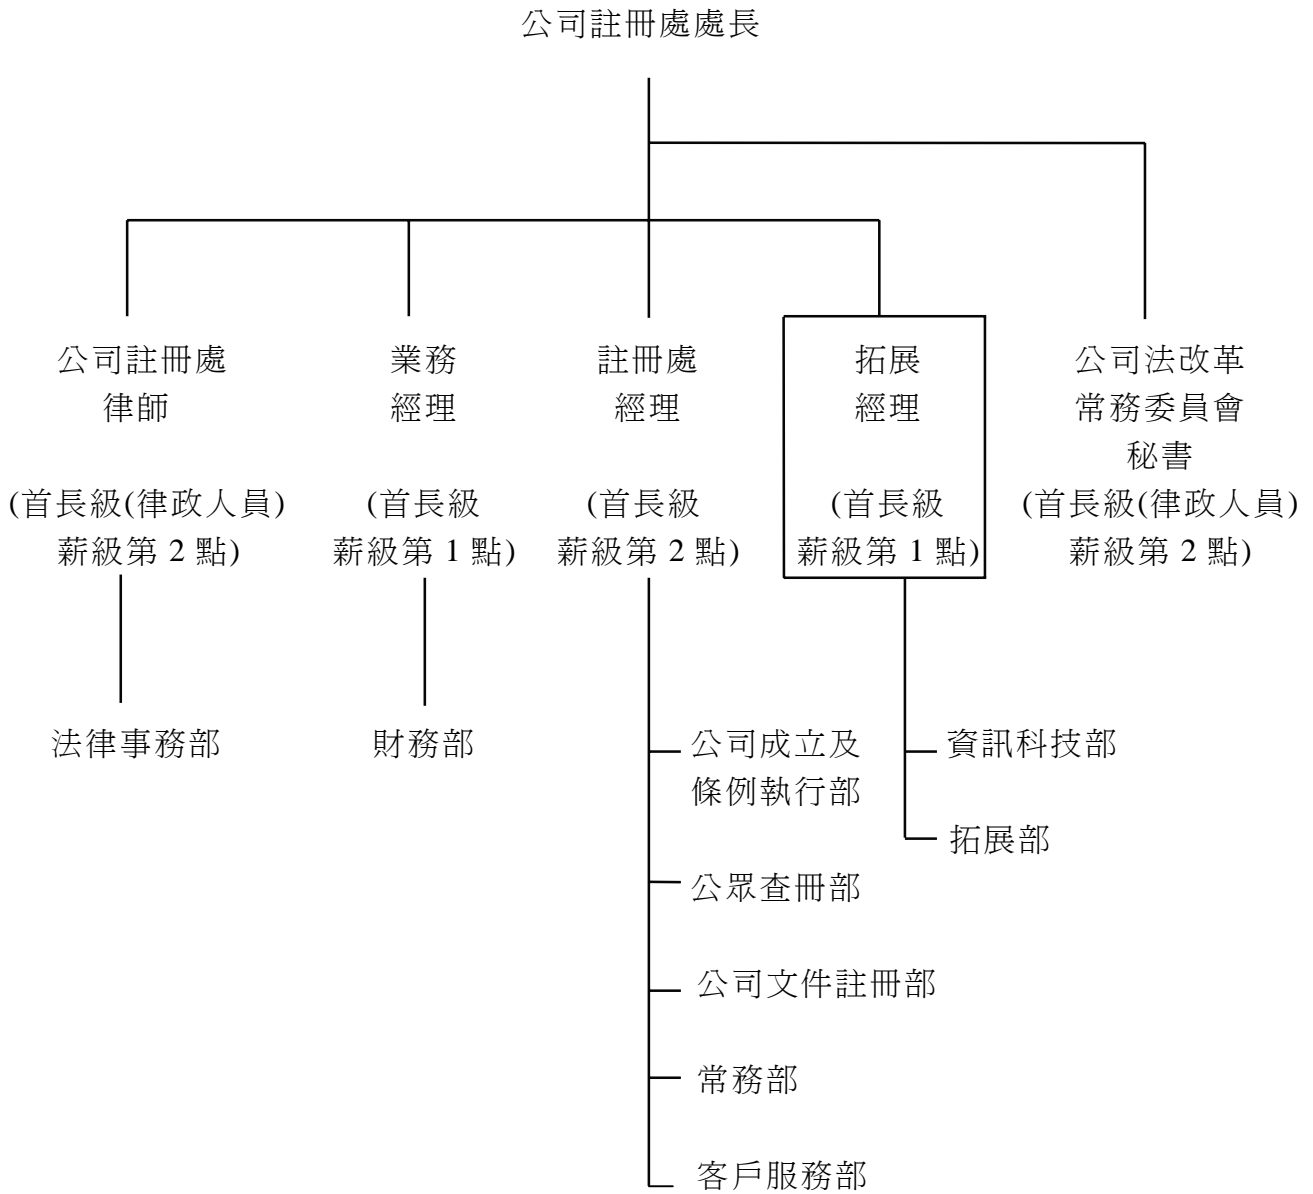 公司註冊處處長
公司註冊處
律師
(首長級(律政人員)
薪級第 2 點)
業務
經理
(首長級
薪級第 1 點)
註冊處
經理
(首長級
薪級第 2 點)
拓展
經理
(首長級
薪級第 1 點)
公司法改革
常務委員會
秘書
(首長級(律政人員)
薪級第 2 點)
法律事務部
財務部
公司成立及
條例執行部
公眾查冊部
公司文件註冊部
常務部
客戶服務部
資訊科技部
拓展部